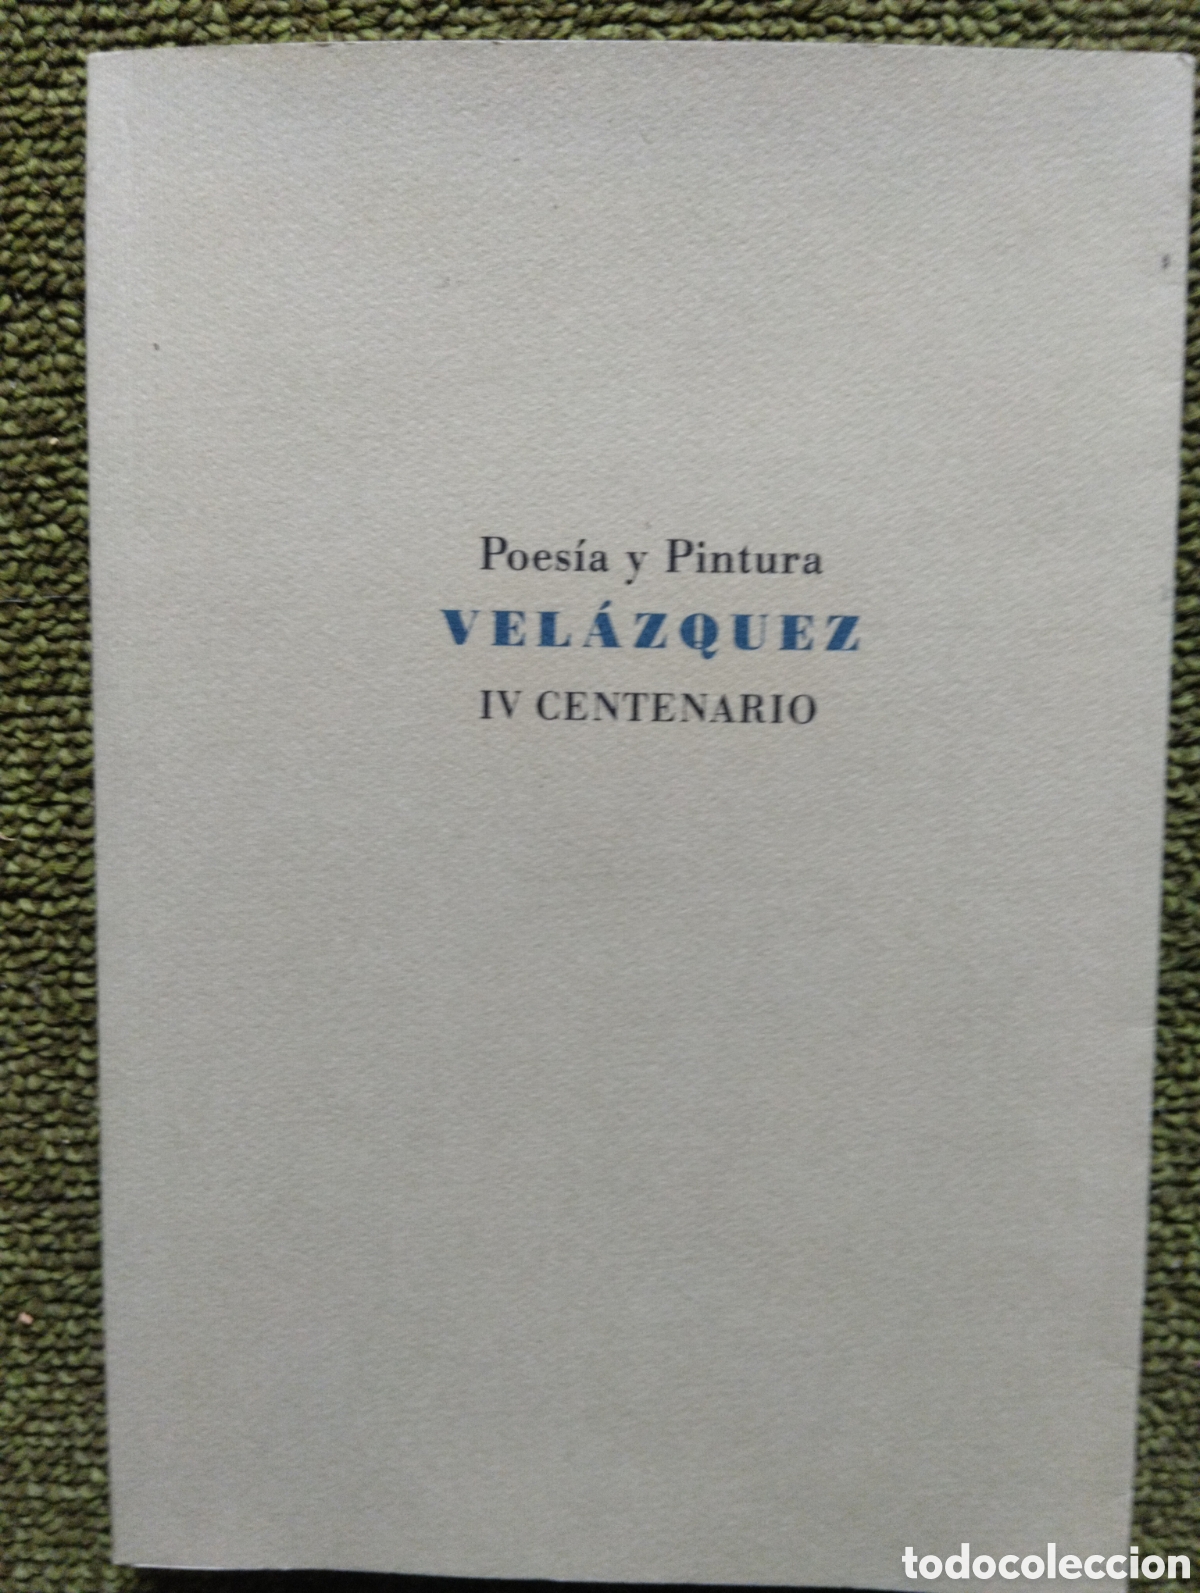 Poesía y Pintura
VELÁZQUEZ
IV CENTENARIO
todocoleccion